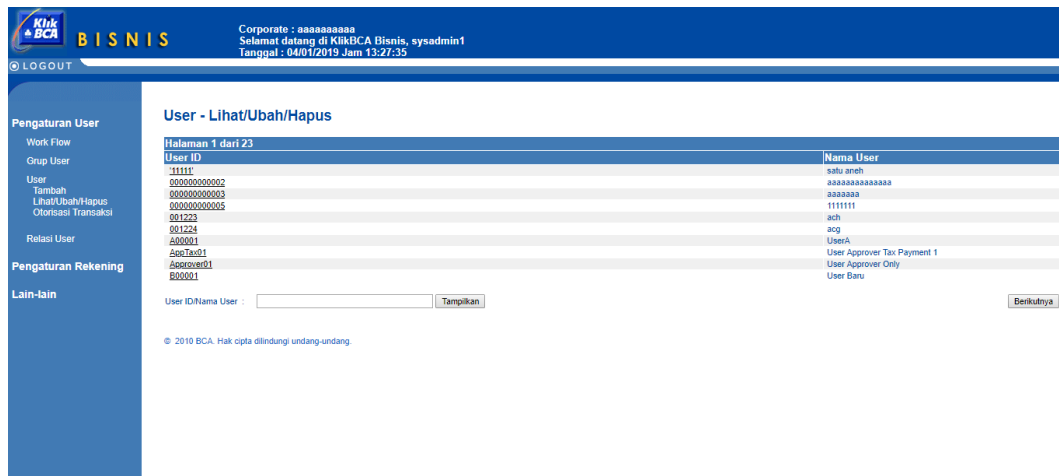 Klik
BCA
BISNIS
Corporate : aaaaaaaaaa
Selamat datang di KlikBCA Bisnis, sysadmin1
Tanggal : 04/01/2019 Jam 13:27:35
LOGOUT
Pengaturan User
Work Flow
Grup User
User
Tambah
Lihat/Ubah/Hapus
Otorisasi Transaksi
Relasi User
Pengaturan Rekening
Lain-lain
User - Lihat/Ubah/Hapus
Halaman 1 dari 23
User ID Nama User
'11111' satu aneh
000000000002 aaaaaaaaaaaaaa
000000000003 aaaaaaa
000000000005 1111111
001223 ach
001224 acg
A00001 UserA
AppTax01 User Approver Tax Payment 1
Approver01 User Approver Only
B00001 User Baru
User ID/Nama User : Tampilkan Berikutnya
© 2010 BCA. Hak cipta dilindungi undang-undang.